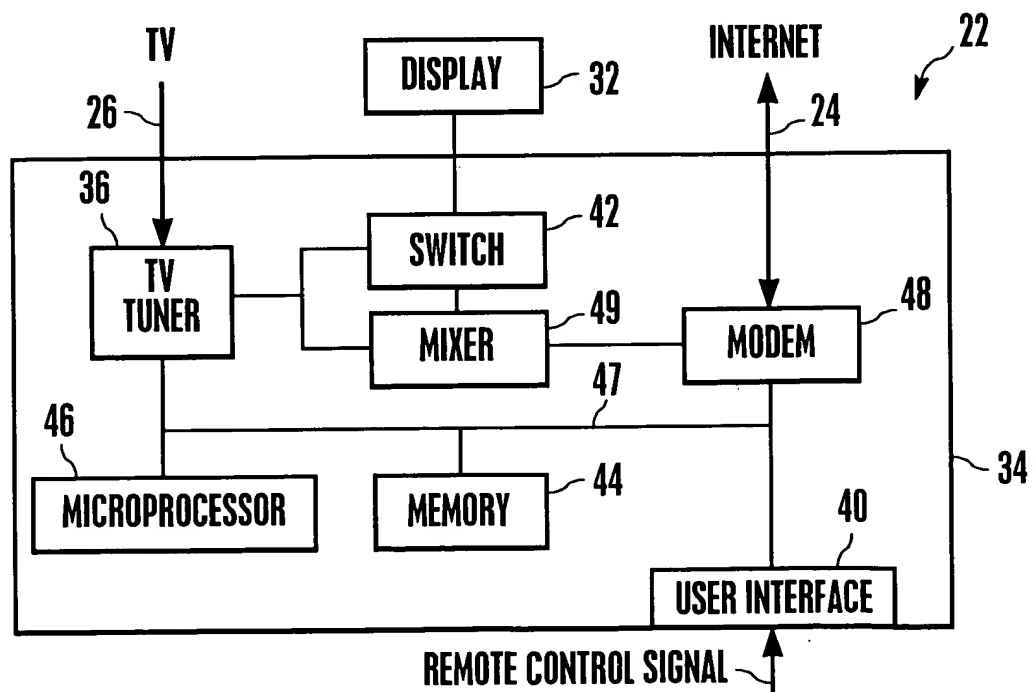 TV
DISPLAY
INTERNET
22
32
26
24
36
42
TV
TUNER
SWITCH
49
48
MIXER
MODEM
47
46
44
34
MICROPROCESSOR
MEMORY
40
USER INTERFACE
REMOTE CONTROL SIGNAL